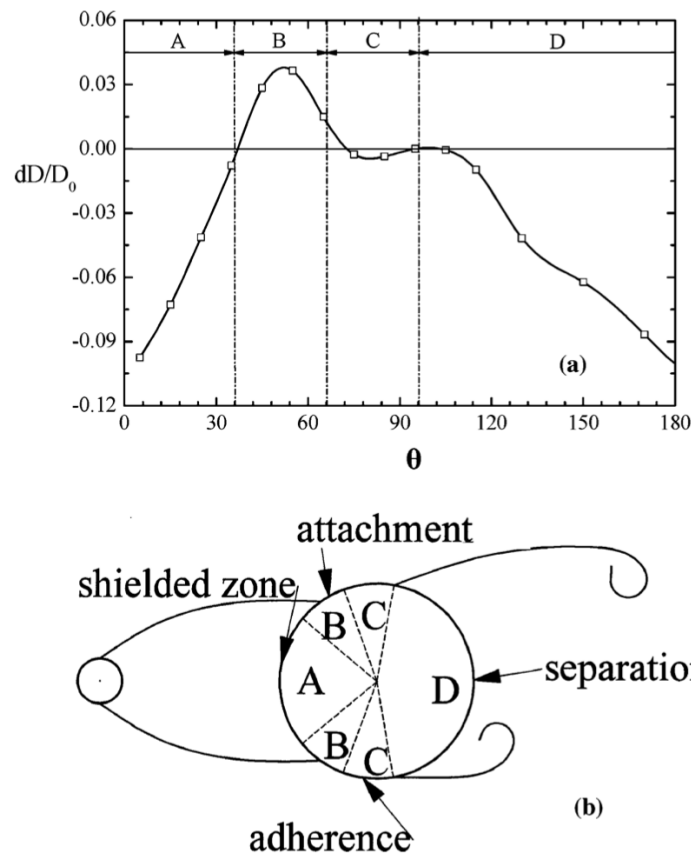 0.06
A B C D
0.03
0.00
dD/D0
-0.03
-0.06
-0.09
(a)
-0.12
0 30 60 90 120 150 180
θ
attachment
shielded zone
C
B
A
D
separation
B
C
(b)
adherence